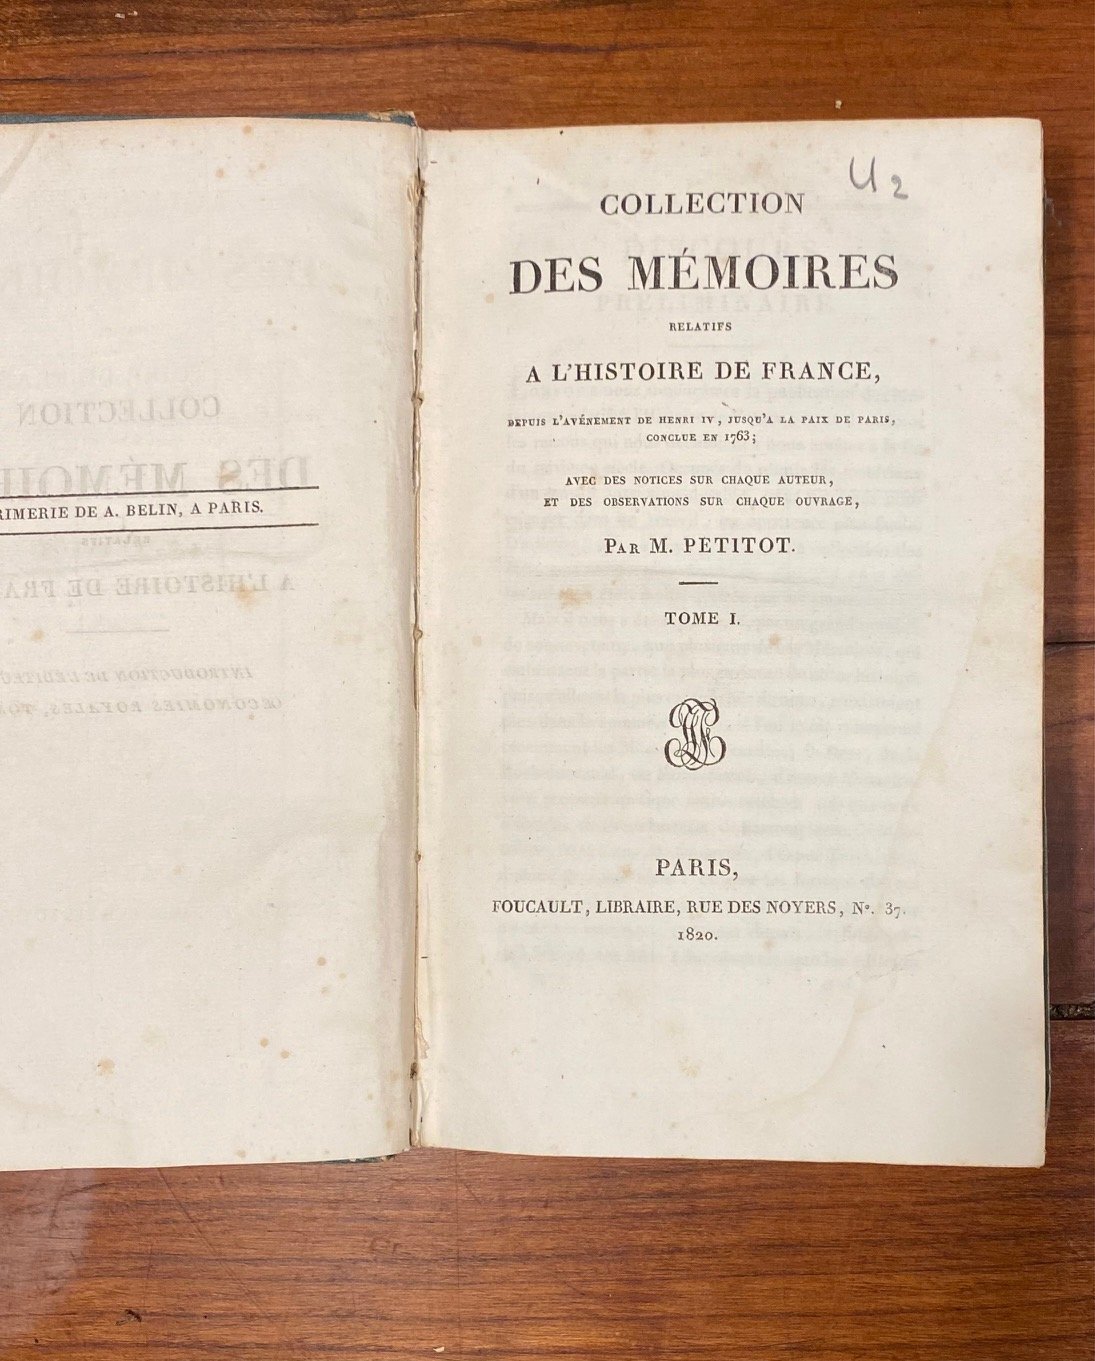 RIMERIE DE A. BELIN, A PARIS.
U 2
COLLECTION
DES MÉMOIRES
RELATIFS
A L'HISTOIRE DE FRANCE,
DEPUIS L'AVÉNEMENT DE HENRI IV, JUSQU'A LA PAIX DE PARIS,
CONCLUE EN 1763;
AVEC DES NOTICES SUR CHAQUE AUTEUR,
ET DES OBSERVATIONS SUR CHAQUE OUVRAGE,
PAR M. PETITOT.
TOME I.
PARIS,
FOUCAULT, LIBRAIRE, RUE DES NOYERS, N°. 37.
1820.